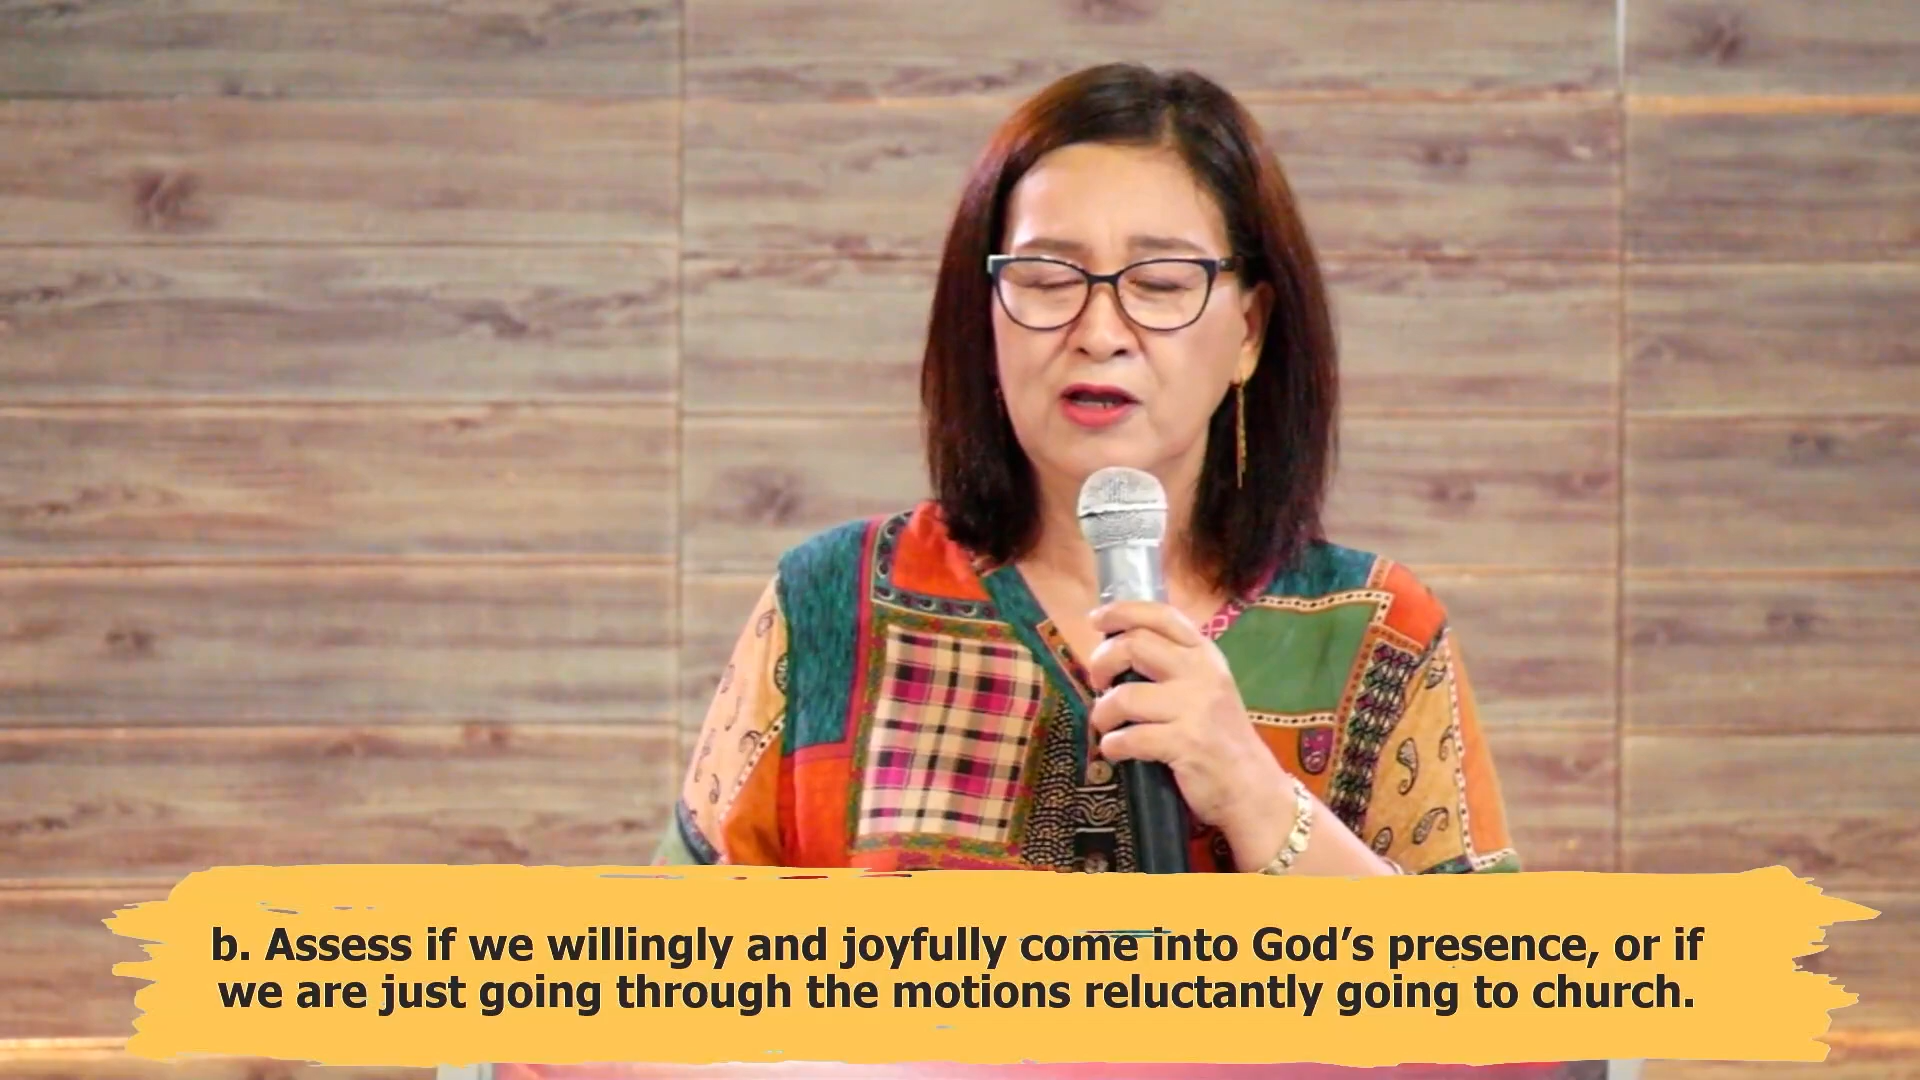 b. Assess if we willingly and joyfully come into God’s presence, or if
we are just going through the motions reluctantly going to church.